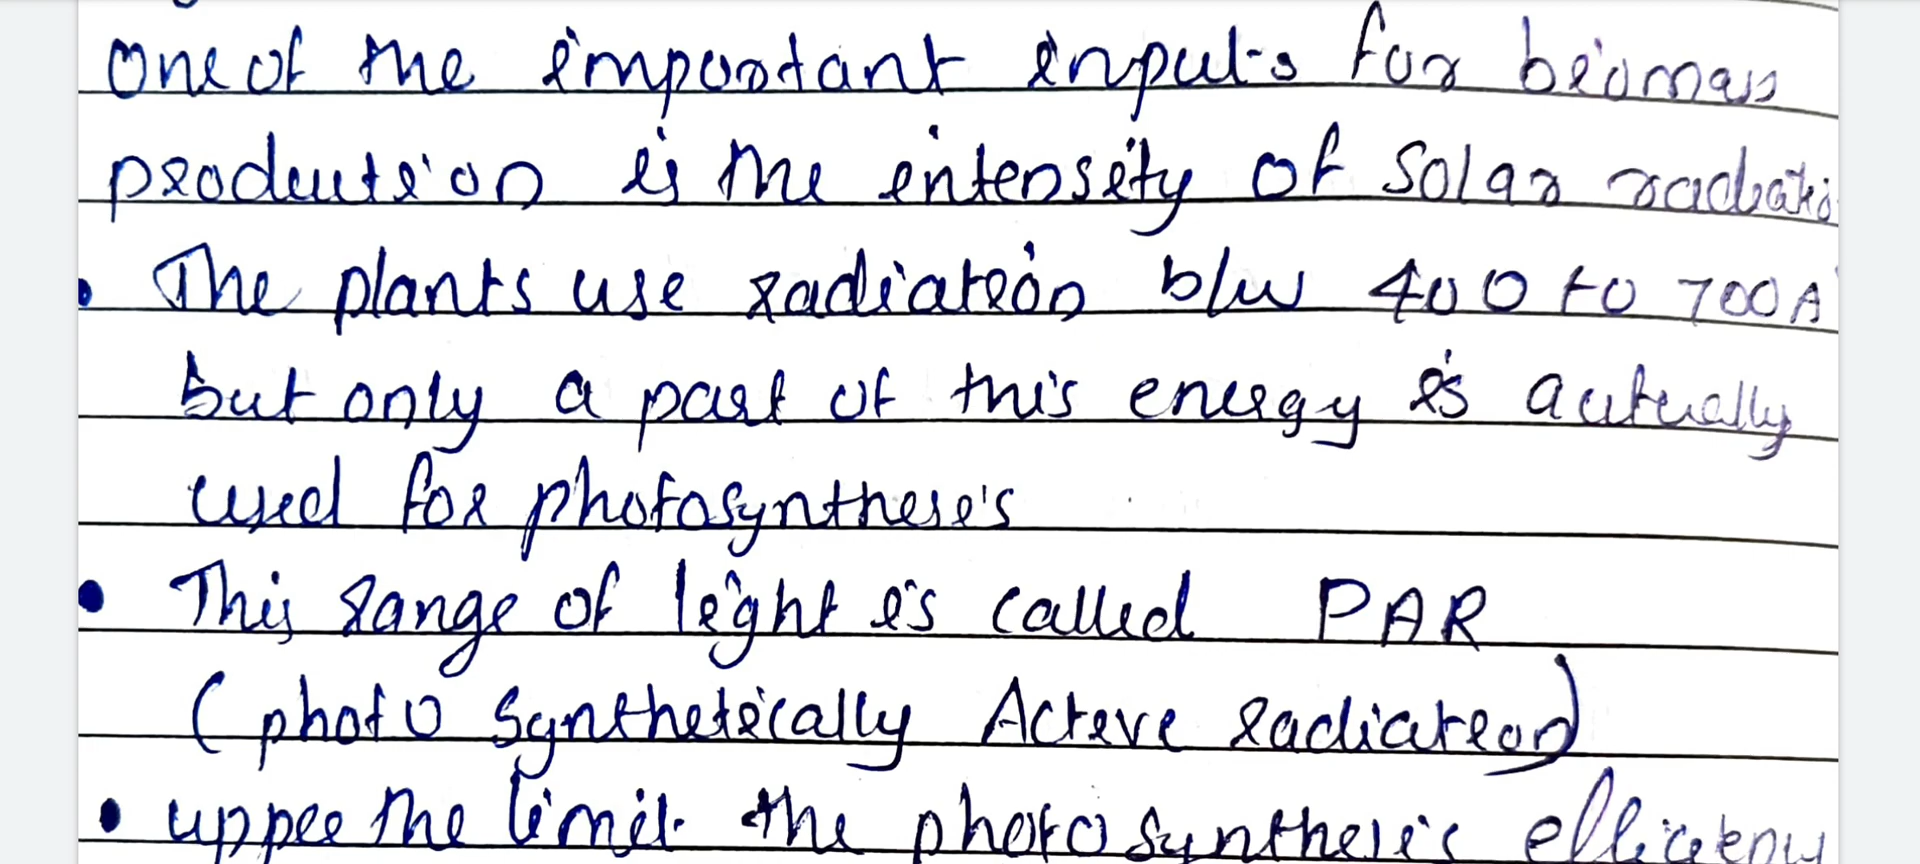 One of the important inputs for biomass
production is the intensity of solar radiati
• The plants use radiation b/w 400 to 700A°
but only a part of this energy is actually
used for photosynthesis
• This range of light is called PAR
(photo synthetically Active radiation)
• upper the limit the photosynthesis efficiency